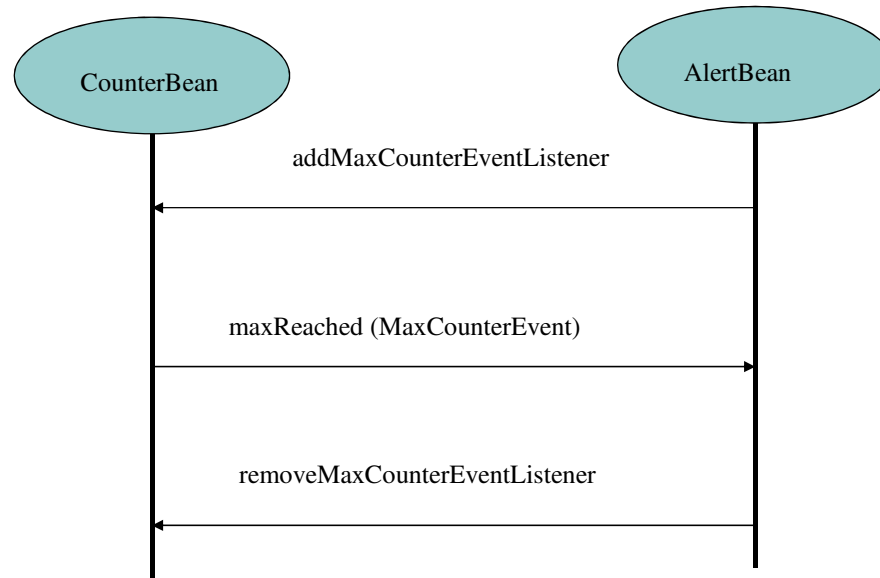 CounterBean
AlertBean
addMaxCounterEventListener
maxReached (MaxCounterEvent)
removeMaxCounterEventListener